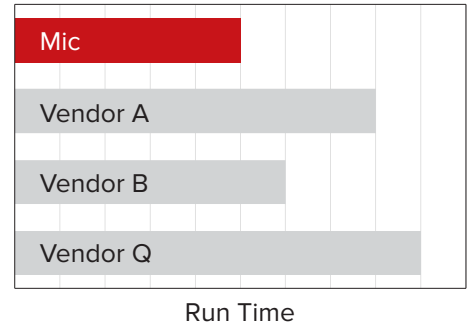 Mic
Vendor A
Vendor B
Vendor Q
Run Time